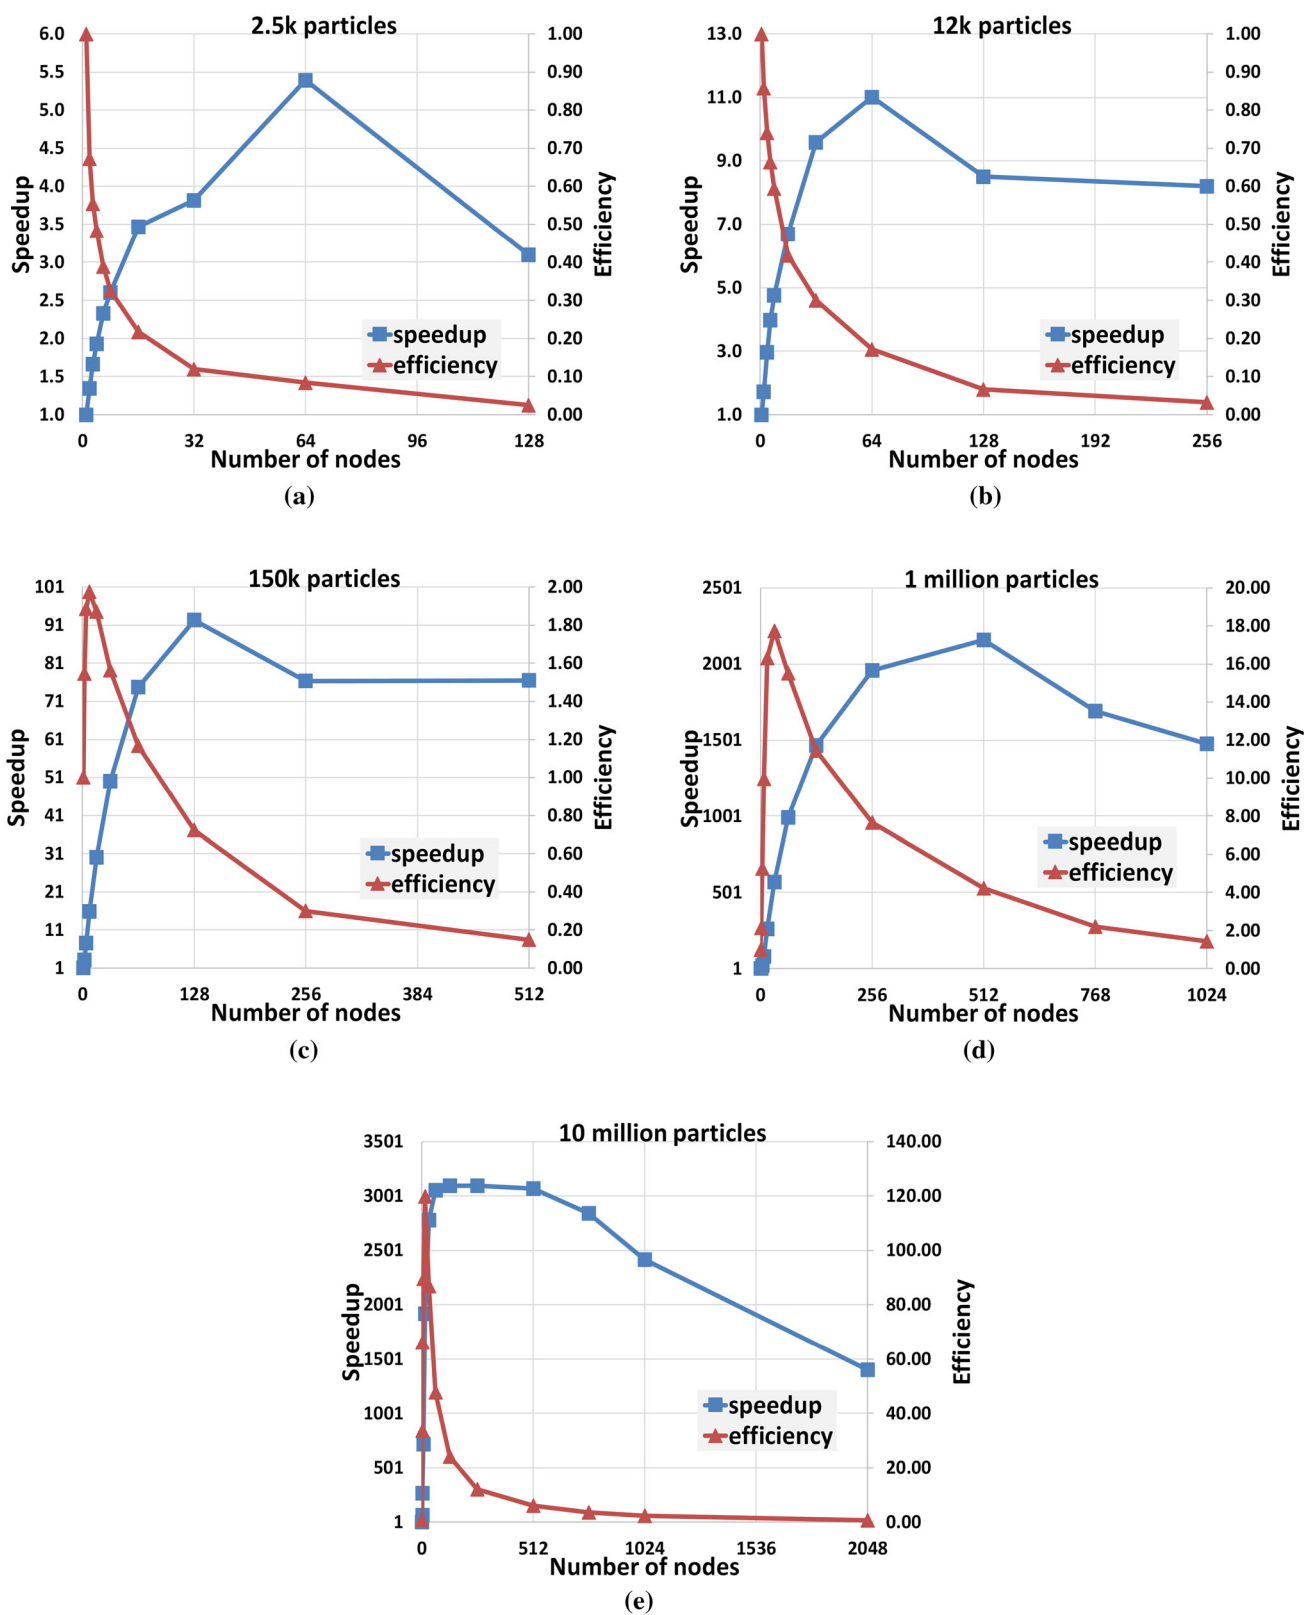 2.5k particles
6.0
5.5
5.0
4.5
4.0
3.5
3.0
2.5
2.0
1.5
1.0
Speedup
1.00
0.90
0.80
0.70
0.60
0.50
0.40
0.30
0.20
0.10
0.00
Efficiency
speedup
efficiency
0 32 64 96 128
Number of nodes
(a)
12k particles
13.0
11.0
9.0
7.0
5.0
3.0
1.0
Speedup
1.00
0.90
0.80
0.70
0.60
0.50
0.40
0.30
0.20
0.10
0.00
Efficiency
speedup
efficiency
0 64 128 192 256
Number of nodes
(b)
150k particles
101
91
81
71
61
51
41
31
21
11
1
Speedup
2.00
1.80
1.60
1.40
1.20
1.00
0.80
0.60
0.40
0.20
0.00
Efficiency
speedup
efficiency
0 128 256 384 512
Number of nodes
(c)
1 million particles
2501
2001
1501
1001
501
1
Speedup
20.00
18.00
16.00
14.00
12.00
10.00
8.00
6.00
4.00
2.00
0.00
Efficiency
speedup
efficiency
0 256 512 768 1024
Number of nodes
(d)
10 million particles
3501
3001
2501
2001
1501
1001
501
1
Speedup
140.00
120.00
100.00
80.00
60.00
40.00
20.00
0.00
Efficiency
speedup
efficiency
0 512 1024 1536 2048
Number of nodes
(e)